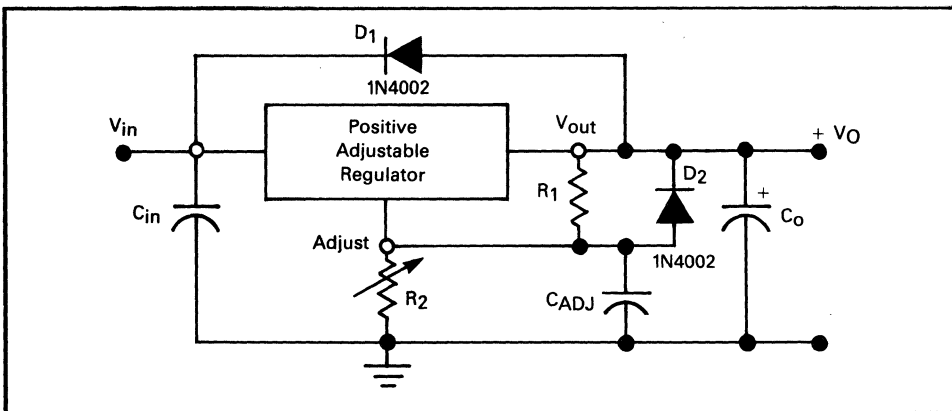 D1
1N4002
Vin
Positive
Adjustable
Regulator
Vout
+ VO
R1
D2
Cin
+
Co
Adjust
1N4002
R2
CADJ